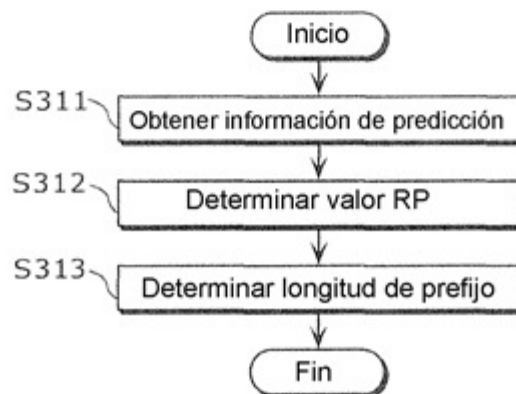 Inicio
S311
Obtener información de predicción
S312
Determinar valor RP
S313
Determinar longitud de prefijo
Fin